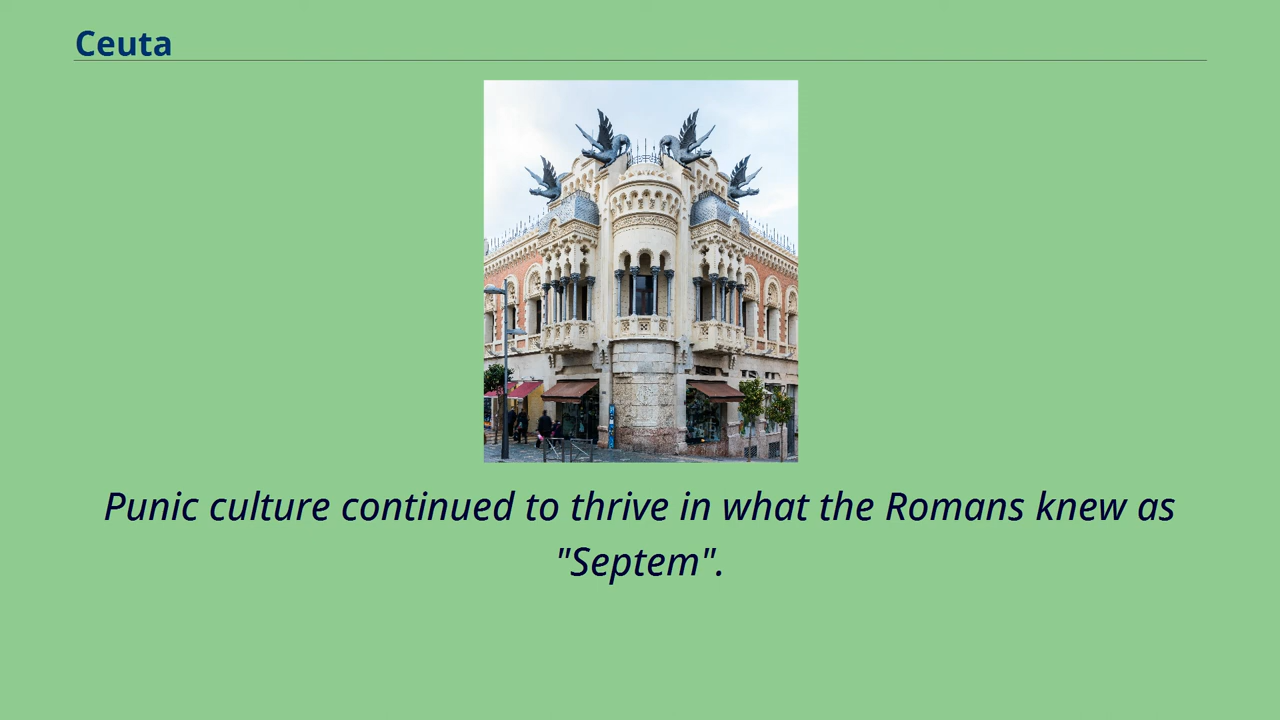 Ceuta
Punic culture continued to thrive in what the Romans knew as
"Septem".